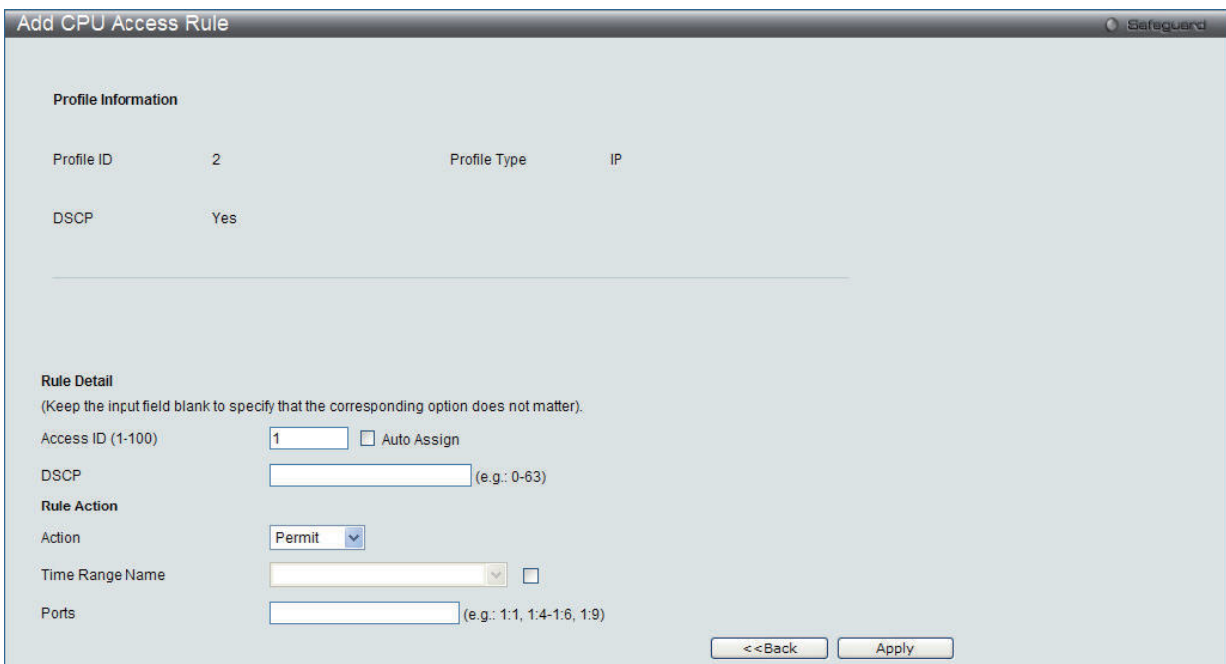 Add CPU Access Rule
Safeguard
Profile Information
Profile ID 2 Profile Type IP
DSCP Yes
Rule Detail
(Keep the input field blank to specify that the corresponding option does not matter).
Access ID (1-100) 1 Auto Assign
DSCP (e.g.: 0-63)
Rule Action
Action Permit
Time Range Name
Ports (e.g.: 1:1, 1:4-1:6, 1:9)
<<Back Apply